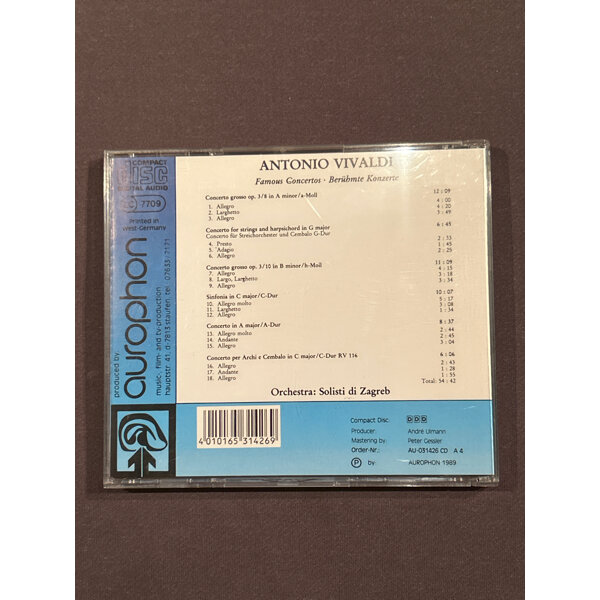 COMPACT
DISC
DIGITAL AUDIO
LC 7709
Printed in
West-Germany
produced by:
aurophon
music-, film- and tv-production
hauptstr. 41, d-7813 staufen, tel. 07633-7171
ANTONIO VIVALDI
Famous Concertos · Berühmte Konzerte
Concerto grosso op. 3/8 in A minor/a-Moll 12 : 09
1. Allegro 4 : 00
2. Larghetto 4 : 20
3. Allegro 3 : 49
Concerto for strings and harpsichord in G major 6 : 45
Concerto für Streichorchester und Cembalo G-Dur
4. Presto 2 : 33
5. Adagio 1 : 45
6. Allegro 2 : 25
Concerto grosso op. 3/10 in B minor/h-Moll 11 : 09
7. Allegro 4 : 15
8. Largo, Larghetto 3 : 18
9. Allegro 3 : 34
Sinfonia in C major/C-Dur 10 : 07
10. Allegro molto 5 : 17
11. Larghetto 3 : 08
12. Allegro 1 : 34
Concerto in A major/A-Dur 8 : 37
13. Allegro molto 2 : 44
14. Andante 2 : 45
15. Allegro 3 : 04
Concerto per Archi e Cembalo in C major/C-Dur RV 114 6 : 06
16. Allegro 2 : 43
17. Andante 1 : 28
18. Allegro 1 : 55
Total: 54 : 42
Orchestra: Solisti di Zagreb
4 010165 314269
Compact Disc DDD
Producer: André Ulmann
Mastering by: Peter Gessler
Order-Nr.: AU-031426 CD A 4
P by: AUROPHON 1989